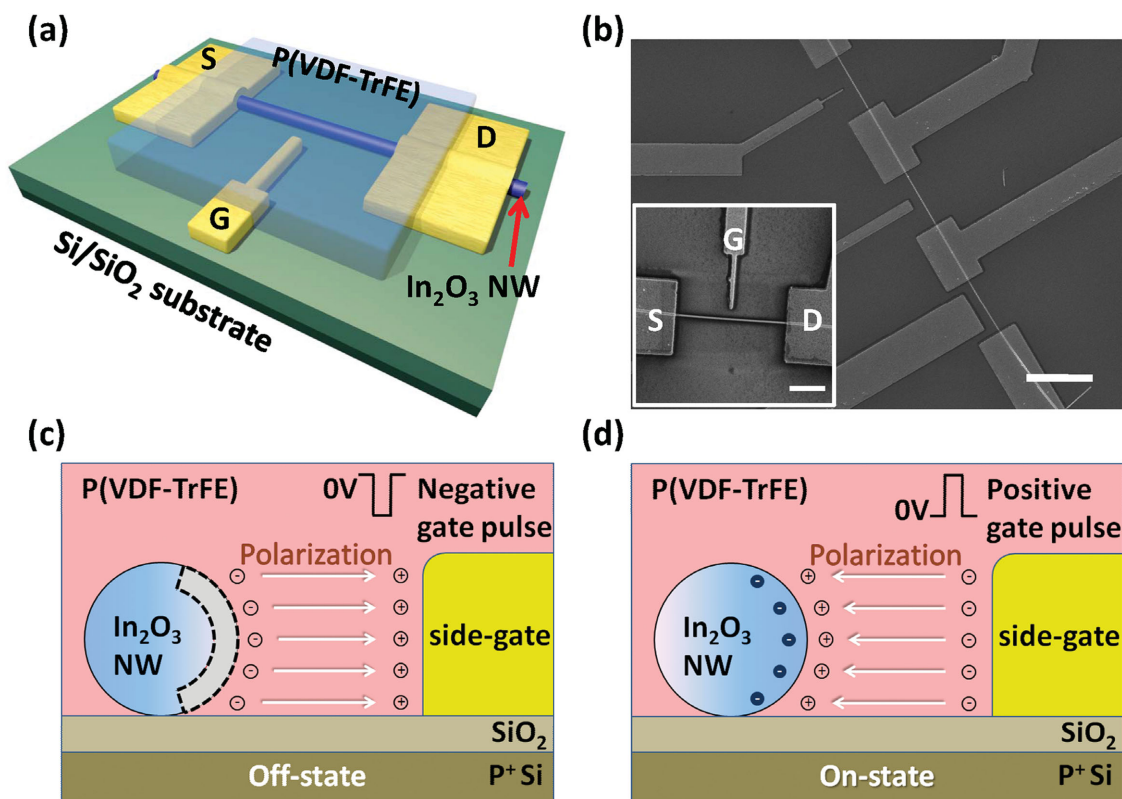 (a)
S
P(VDF-TrFE)
D
G
In₂O₃ NW
Si/SiO₂ substrate
(b)
G
S
D
(c)
P(VDF-TrFE)
0V
Negative
gate pulse
Polarization
In₂O₃
NW
side-gate
SiO₂
Off-state
P⁺ Si
(d)
P(VDF-TrFE)
0V
Positive
gate pulse
Polarization
In₂O₃
NW
side-gate
SiO₂
On-state
P⁺ Si